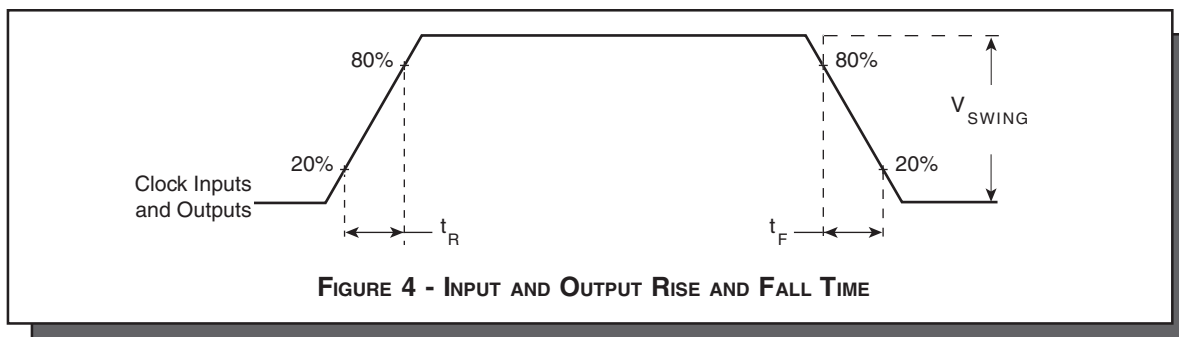 80%
80%
V SWING
20%
20%
Clock Inputs
and Outputs
t R
t F
FIGURE 4 - INPUT AND OUTPUT RISE AND FALL TIME